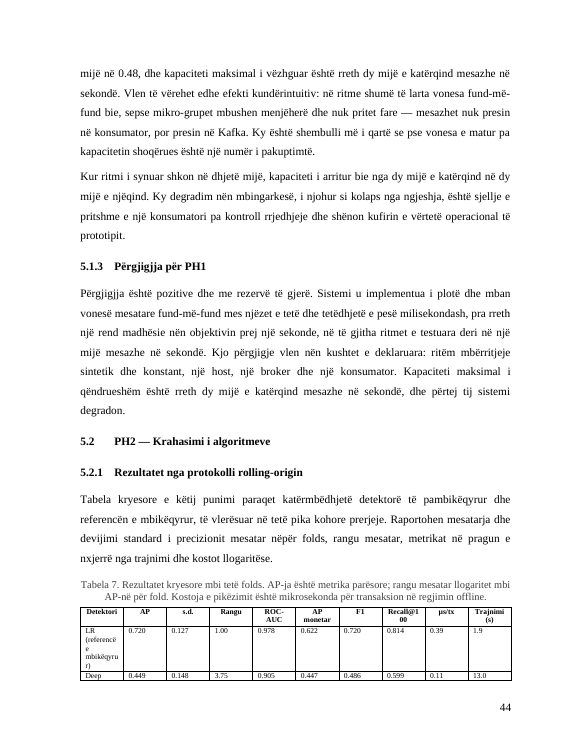 mijë në 0.48, dhe kapaciteti maksimal i vëzhguar është rreth dy mijë e katërqind mesazhe në
sekondë. Vlen të vërehet edhe efekti kundërintuitiv: në ritme shumë të larta vonesa fund-më-
fund bie, sepse mikro-grupet mbushen menjëherë dhe nuk pritet fare — mesazhet nuk presin
në konsumator, por presin në Kafka. Ky është shembulli më i qartë se pse vonesa e matur pa
kapacitetin shoqërues është një numër i pakuptimtë.
Kur ritmi i synuar shkon në dhjetë mijë, kapaciteti i arritur bie nga dy mijë e katërqind në dy
mijë e njëqind. Ky degradim nën mbingarkesë, i njohur si kolaps nga ngjeshja, është sjellje e
pritshme e një konsumatori pa kontroll rrjedhjeje dhe shënon kufirin e vërtetë operacional të
prototipit.
5.1.3 Përgjigjja për PH1
Përgjigjja është pozitive dhe me rezervë të gjerë. Sistemi u implementua i plotë dhe mban
vonesë mesatare fund-më-fund mes njëzet e tetë dhe tetëdhjetë e pesë milisekondash, pra rreth
një rend madhësie nën objektivin prej një sekonde, në të gjitha ritmet e testuara deri në një
mijë mesazhe në sekondë. Kjo përgjigje vlen nën kushtet e deklaruara: ritëm mbërritjeje
sintetik dhe konstant, një host, një broker dhe një konsumator. Kapaciteti maksimal i
qëndrueshëm është rreth dy mijë e katërqind mesazhe në sekondë, dhe përtej tij sistemi
degradon.
5.2 PH2 — Krahasimi i algoritmeve
5.2.1 Rezultatet nga protokolli rolling-origin
Tabela kryesore e këtij punimi paraqet katërmbëdhjetë detektorë të pambikëqyrur dhe
referencën e mbikëqyrur, të vlerësuar në tetë pika kohore prerjeje. Raportohen mesatarja dhe
devijimi standard i precizionit mesatar nëpër folds, rangu mesatar, metrikat në pragun e
nxjerrë nga trajnimi dhe kostot llogaritëse.
Tabela 7. Rezultatet kryesore mbi tetë folds. AP-ja është metrika parësore; rangu mesatar llogaritet mbi
AP-në për fold. Kostoja e pikëzimit është mikrosekonda për transaksion në regjimin offline.
Detektori AP s.d. Rangu ROC-AUC AP monetar F1 Recall@100 µs/tx Trajnimi (s)
LR (referencë e mbikëqyrur) 0.720 0.127 1.00 0.978 0.622 0.720 0.814 0.39 1.9
Deep 0.449 0.148 3.75 0.905 0.447 0.486 0.599 0.11 13.0
44